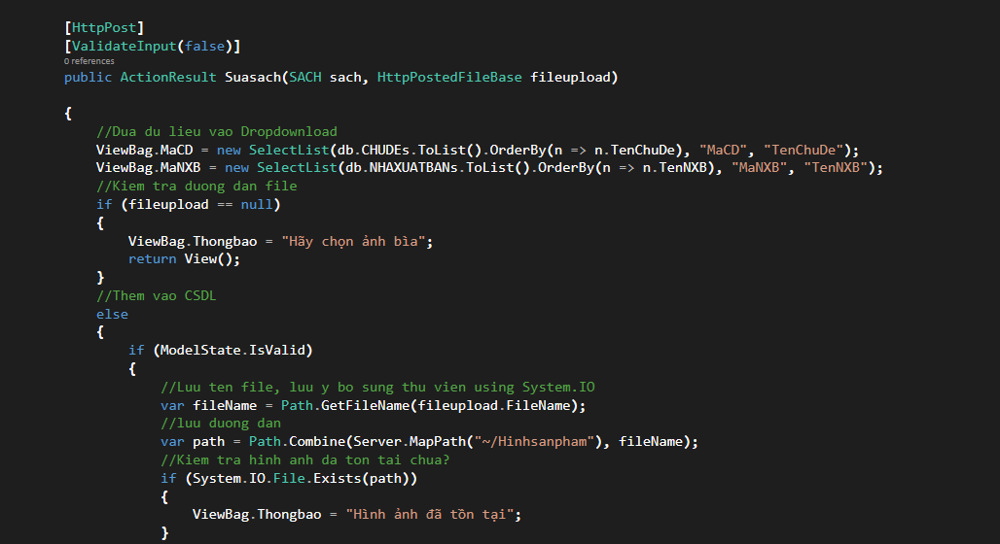 [HttpPost]
[ValidateInput(false)]
0 references
public ActionResult Suasach(SACH sach, HttpPostedFileBase fileupload)
{
//Dua du lieu vao Dropdownload
ViewBag.MaCD = new SelectList(db.CHUDEs.ToList().OrderBy(n => n.TenChuDe), "MaCD", "TenChuDe");
ViewBag.MaNXB = new SelectList(db.NHAXUATBANs.ToList().OrderBy(n => n.TenNXB), "MaNXB", "TenNXB");
//Kiem tra duong dan file
if (fileupload == null)
{
ViewBag.Thongbao = "Hãy chọn ảnh bìa";
return View();
}
//Them vao CSDL
else
{
if (ModelState.IsValid)
{
//Luu ten file, luu y bo sung thu vien using System.IO
var fileName = Path.GetFileName(fileupload.FileName);
//luu duong dan
var path = Path.Combine(Server.MapPath("~/Hinhsanpham"), fileName);
//Kiem tra hinh anh da ton tai chua?
if (System.IO.File.Exists(path))
{
ViewBag.Thongbao = "Hình ảnh đã tồn tại";
}